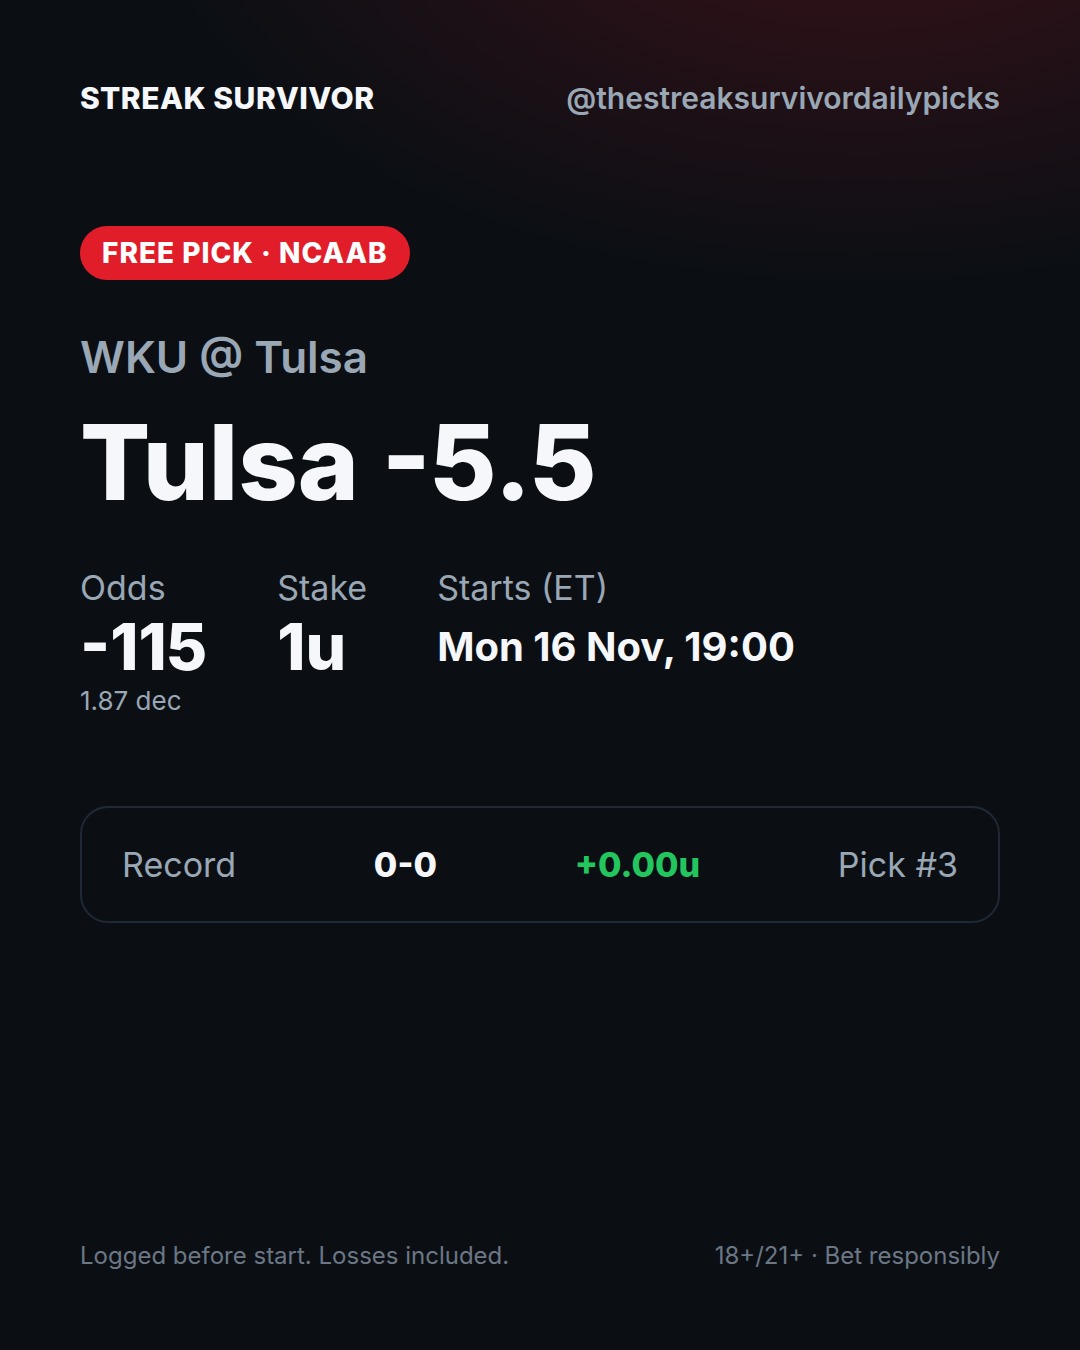 STREAK SURVIVOR @thestreaksurvivordailypicks
FREE PICK · NCAAB
WKU @ Tulsa
Tulsa -5.5
Odds Stake Starts (ET)
-115 1u Mon 16 Nov, 19:00
1.87 dec
Record 0-0 +0.00u Pick #3
Logged before start. Losses included. 18+/21+ · Bet responsibly